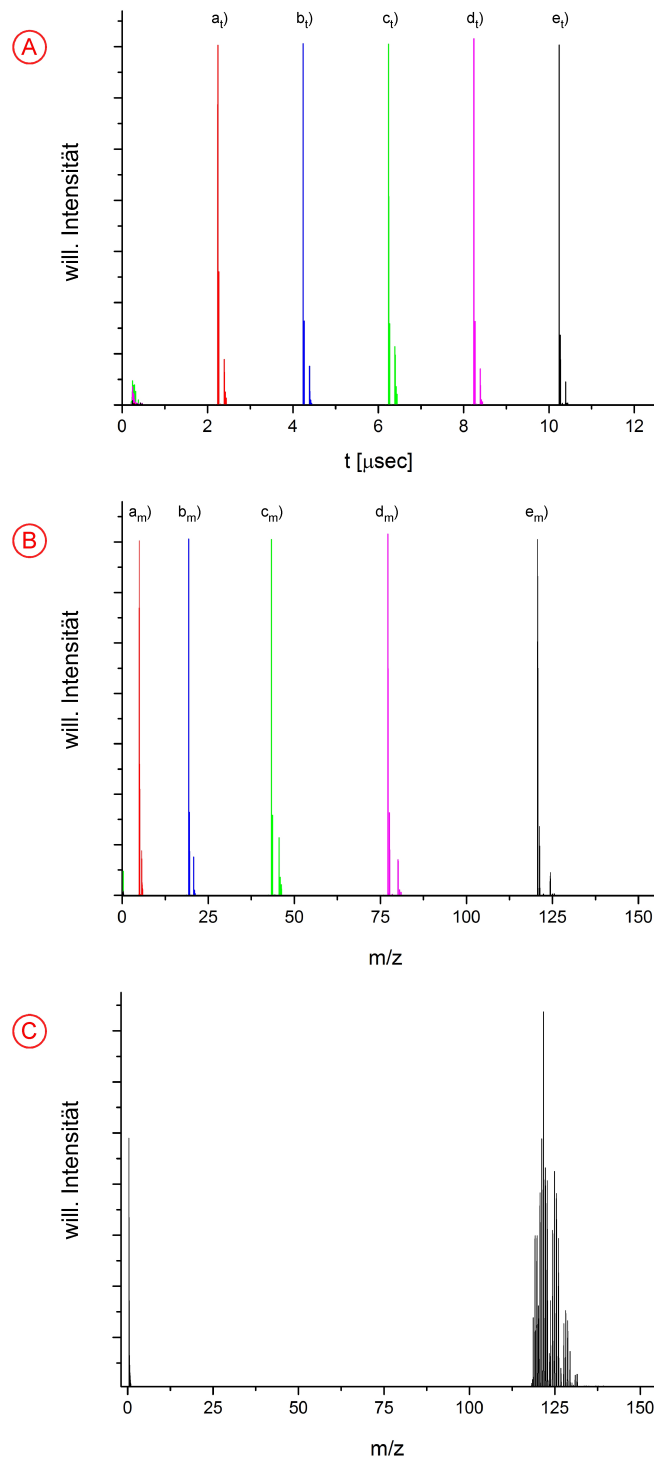 A
a_t) b_t) c_t) d_t) e_t)
will. Intensität
0 2 4 6 8 10 12
t [μsec]
B
a_m) b_m) c_m) d_m) e_m)
will. Intensität
0 25 50 75 100 125 150
m/z
C
will. Intensität
0 25 50 75 100 125 150
m/z